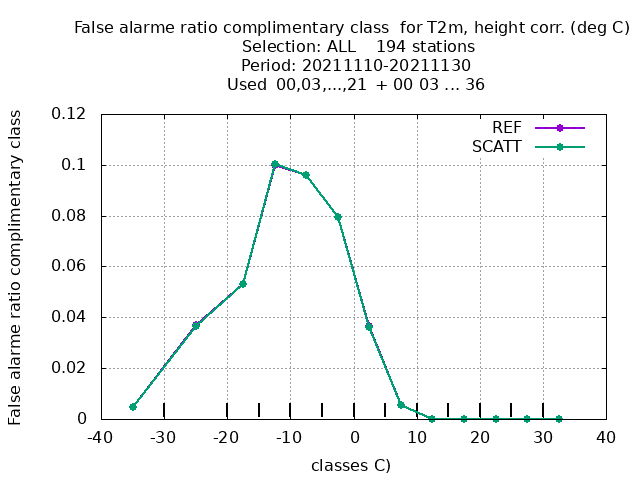 False alarme ratio complimentary class  for T2m, height corr. (deg C)
Selection: ALL    194 stations
Period: 20211110-20211130
Used  00,03,...,21  + 00 03 ... 36
False alarme ratio complimentary class
0.12
0.1
0.08
0.06
0.04
0.02
0
REF
SCATT
-40 -30 -20 -10 0 10 20 30 40
classes C)